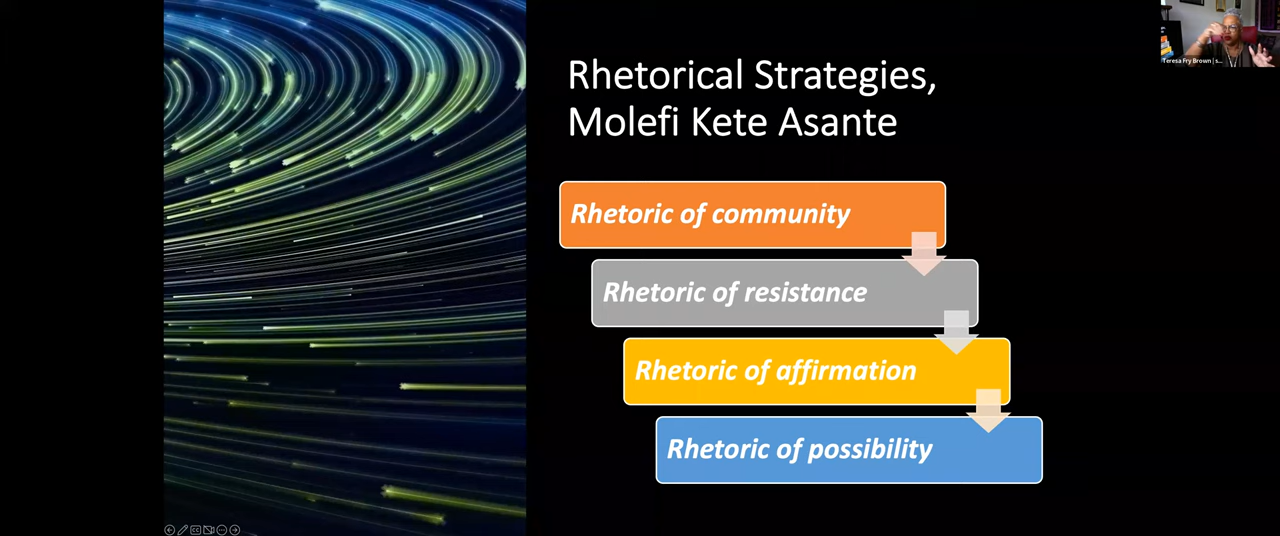 Rhetorical Strategies,
Molefi Kete Asante
Rhetoric of community
Rhetoric of resistance
Rhetoric of affirmation
Rhetoric of possibility
Teresa Fry Brown | s...